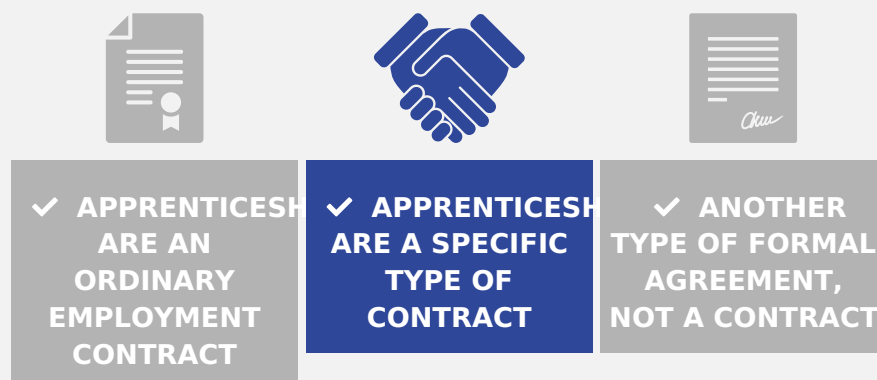 ✓ APPRENTICESH
ARE AN
ORDINARY
EMPLOYMENT
CONTRACT
✓ APPRENTICESH
ARE A SPECIFIC
TYPE OF
CONTRACT
✓ ANOTHER
TYPE OF FORMAL
AGREEMENT,
NOT A CONTRACT